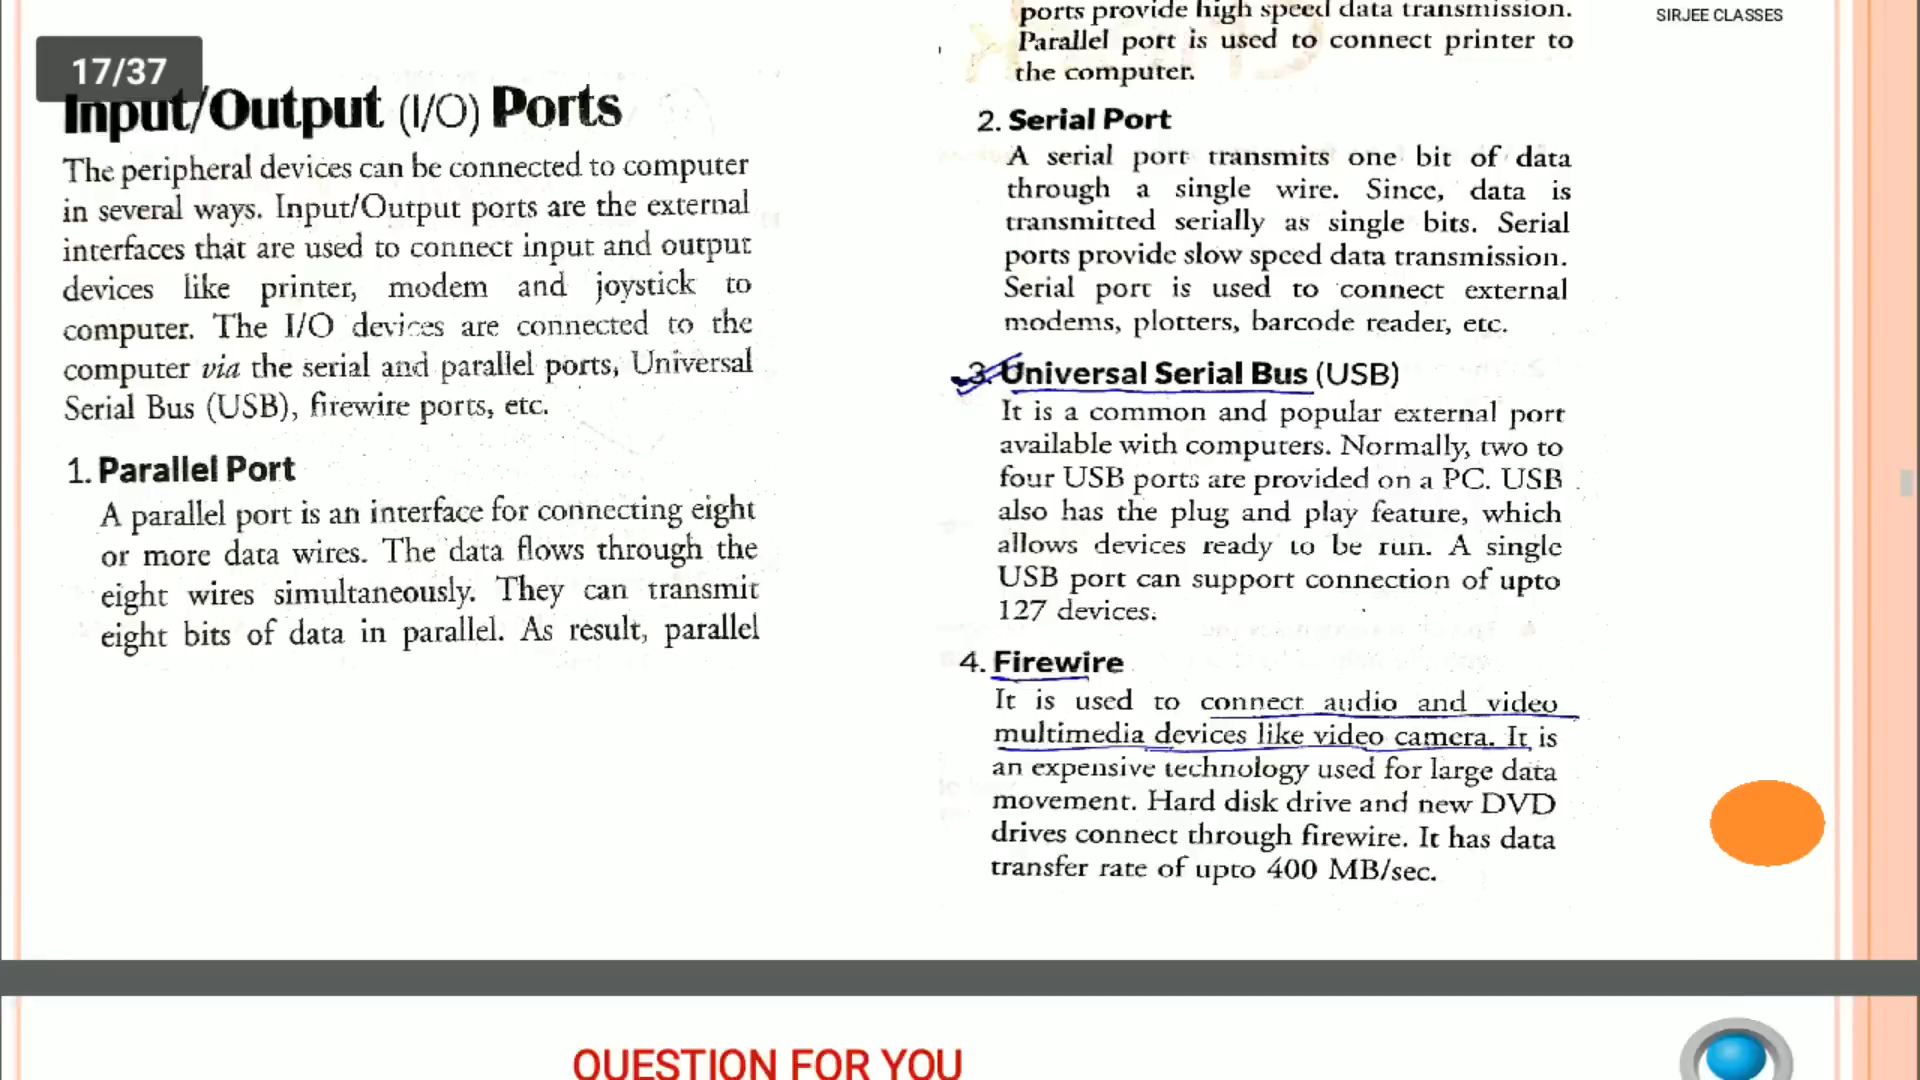 17/37
Input/Output (I/O) Ports
The peripheral devices can be connected to computer
in several ways. Input/Output ports are the external
interfaces that are used to connect input and output
devices like printer, modem and joystick to
computer. The I/O devices are connected to the
computer via the serial and parallel ports, Universal
Serial Bus (USB), firewire ports, etc.
1. Parallel Port
A parallel port is an interface for connecting eight
or more data wires. The data flows through the
eight wires simultaneously. They can transmit
eight bits of data in parallel. As result, parallel
ports provide high speed data transmission.
Parallel port is used to connect printer to
the computer.
2. Serial Port
A serial port transmits one bit of data
through a single wire. Since, data is
transmitted serially as single bits. Serial
ports provide slow speed data transmission.
Serial port is used to connect external
modems, plotters, barcode reader, etc.
3. Universal Serial Bus (USB)
It is a common and popular external port
available with computers. Normally, two to
four USB ports are provided on a PC. USB
also has the plug and play feature, which
allows devices ready to be run. A single
USB port can support connection of upto
127 devices.
4. Firewire
It is used to connect audio and video
multimedia devices like video camera. It is
an expensive technology used for large data
movement. Hard disk drive and new DVD
drives connect through firewire. It has data
transfer rate of upto 400 MB/sec.
SIRJEE CLASSES
QUESTION FOR YOU